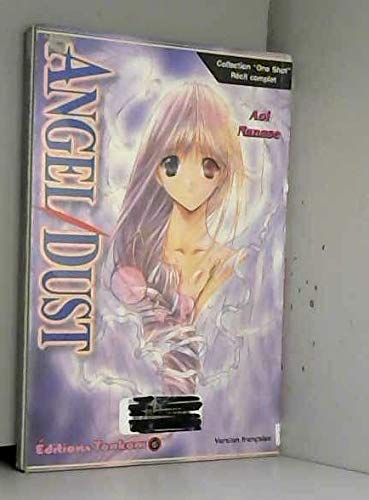 Collection "One Shot"
Récit complet
Aoi
Nanase
ANGEL/DUST
Éditions Tonkam
Version française